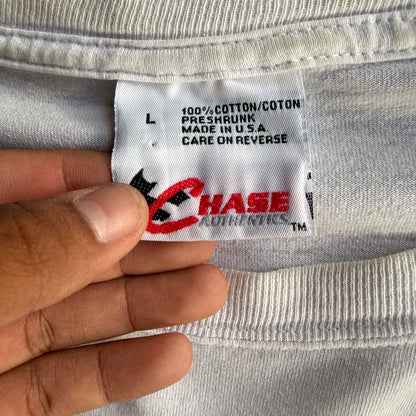 L
100% COTTON/COTON
PRESHRUNK
MADE IN U.S.A.
CARE ON REVERSE
CHASE
AUTHENTICS
TM